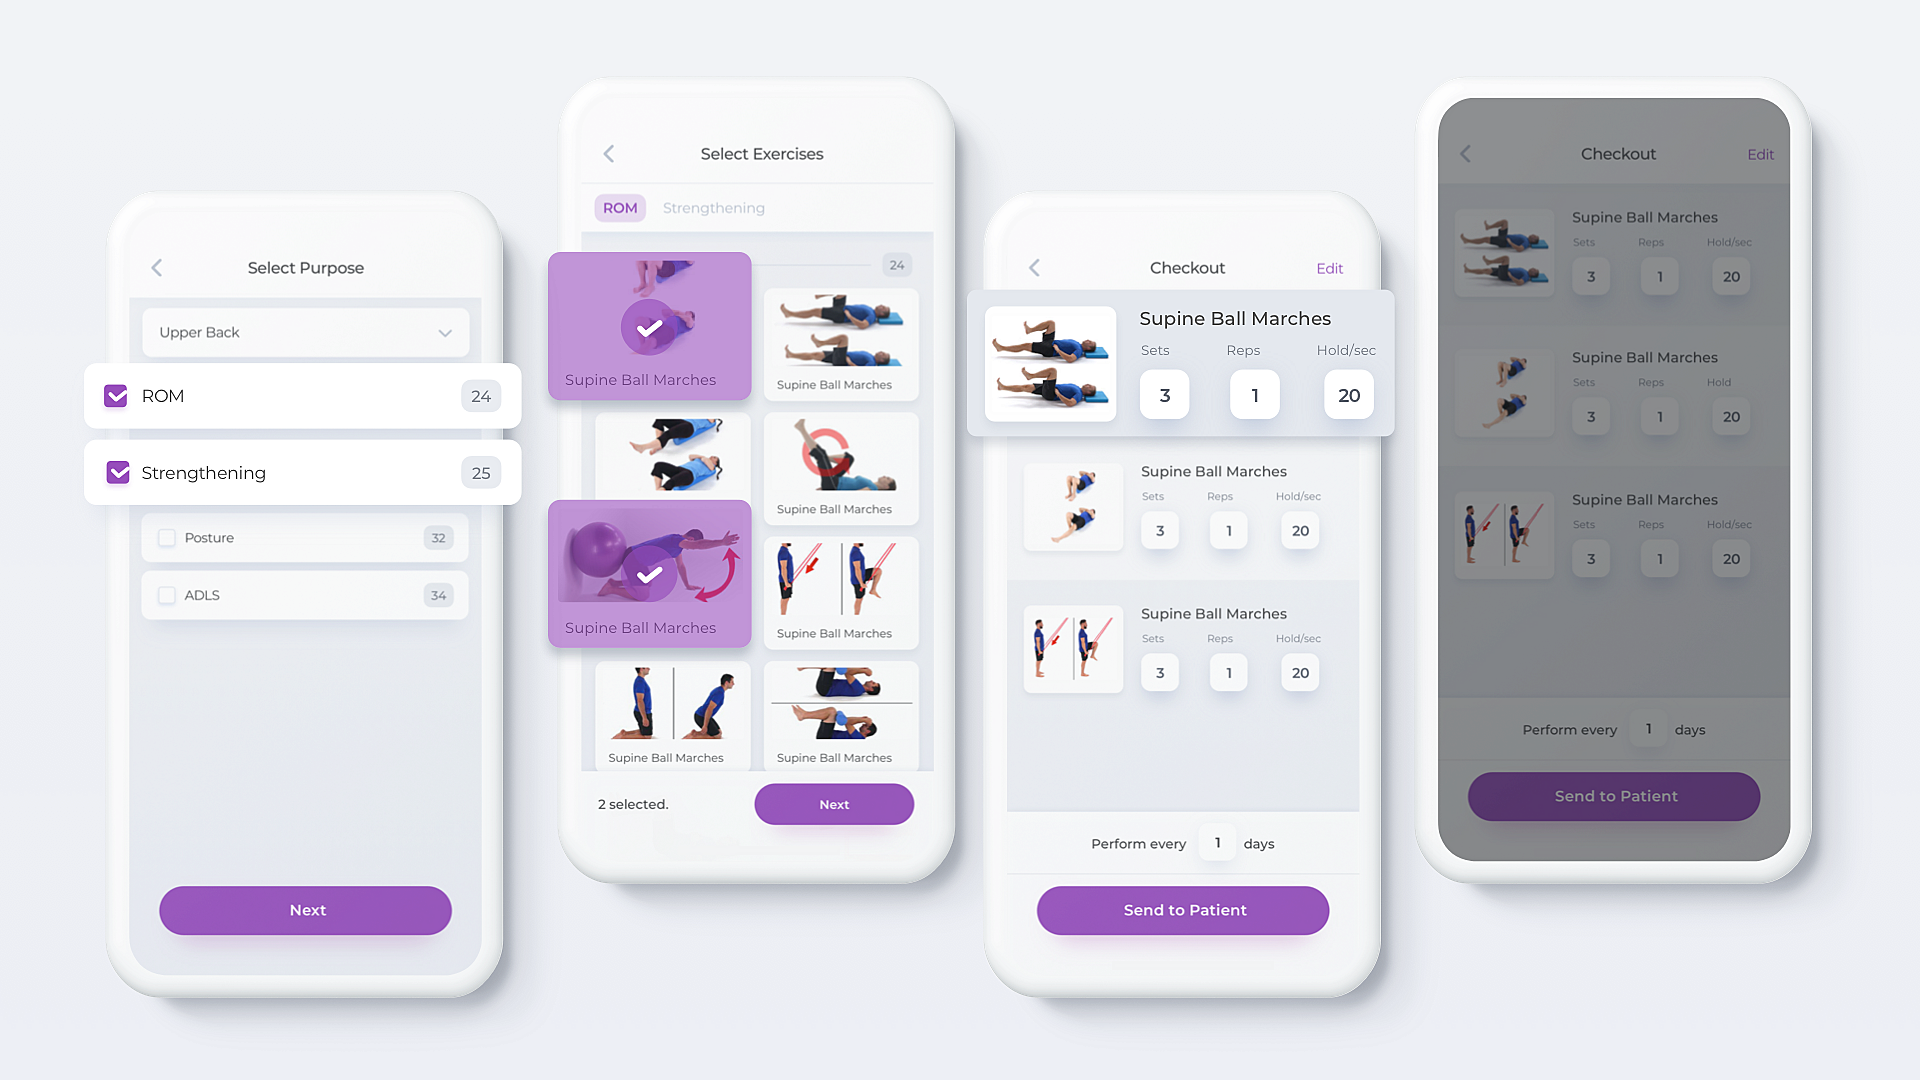 Select Purpose
Upper Back
ROM 24
Strengthening 25
Posture 32
ADLS 34
Next
Select Exercises
ROM Strengthening
24
Supine Ball Marches
Supine Ball Marches
Supine Ball Marches
Supine Ball Marches
Supine Ball Marches
Supine Ball Marches
Supine Ball Marches
2 selected.
Next
Checkout Edit
Supine Ball Marches
Sets Reps Hold/sec
3 1 20
Supine Ball Marches
Sets Reps Hold/sec
3 1 20
Supine Ball Marches
Sets Reps Hold/sec
3 1 20
Perform every 1 days
Send to Patient
Checkout Edit
Supine Ball Marches
Sets Reps Hold/sec
3 1 20
Supine Ball Marches
Sets Reps Hold
3 1 20
Supine Ball Marches
Sets Reps Hold/sec
3 1 20
Perform every 1 days
Send to Patient